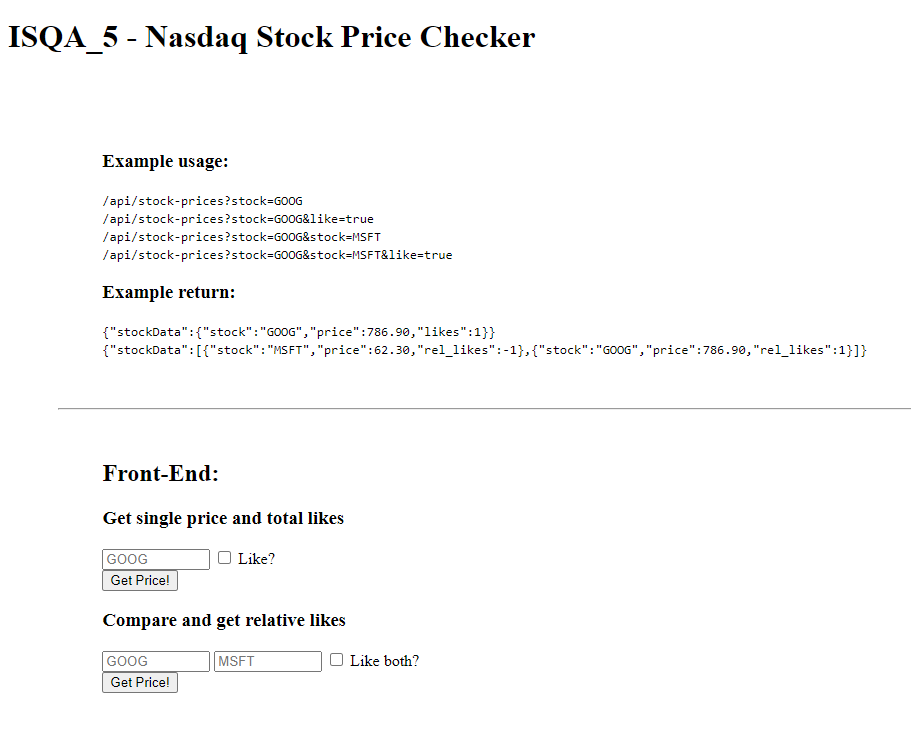 ISQA_5 - Nasdaq Stock Price Checker
Example usage:
/api/stock-prices?stock=GOOG
/api/stock-prices?stock=GOOG&like=true
/api/stock-prices?stock=GOOG&stock=MSFT
/api/stock-prices?stock=GOOG&stock=MSFT&like=true
Example return:
{"stockData":{"stock":"GOOG","price":786.90,"likes":1}}
{"stockData":[{"stock":"MSFT","price":62.30,"rel_likes":-1},{"stock":"GOOG","price":786.90,"rel_likes":1}]}
Front-End:
Get single price and total likes
GOOG Like?
Get Price!
Compare and get relative likes
GOOG MSFT Like both?
Get Price!